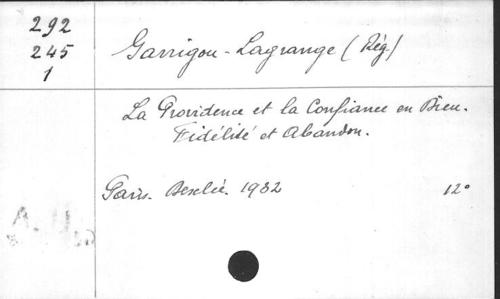 292
245
1
Garrigou-Lagrange (Rég.)
La Providence et la Confiance en Dieu.
Fidélité et Abandon.
Paris. Desclée. 1932 12°